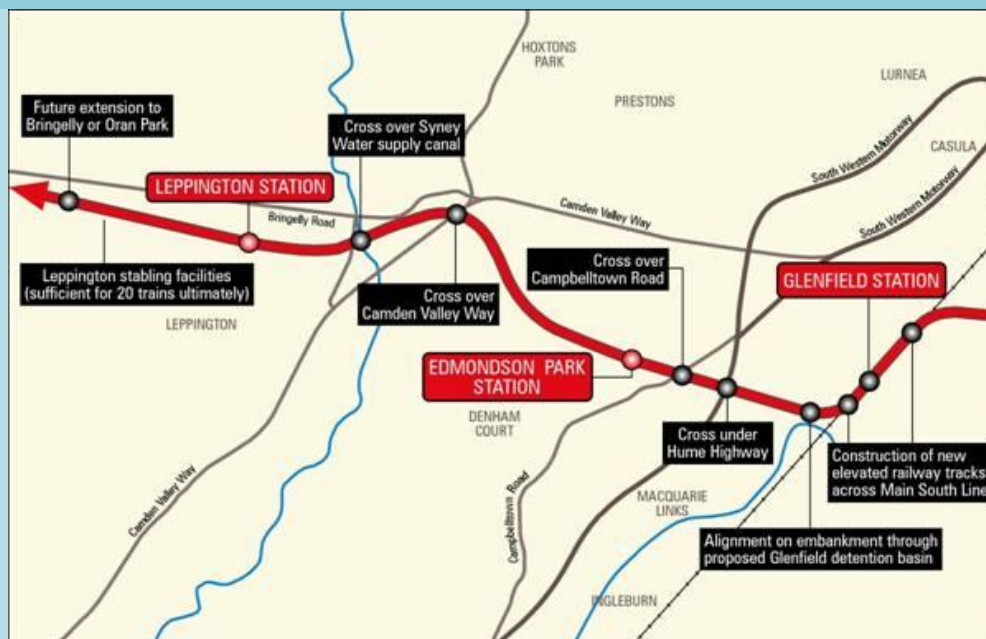 HOXTONS
PARK
LURNEA
PRESTONS
Future extension to
Bringelly or Oran Park
Cross over Syney
Water supply canal
CASULA
South Western Motorway
LEPPINGTON STATION
Bringelly Road
Camden Valley Way
South Western Motorway
Leppington stabling facilities
(sufficient for 20 trains ultimately)
Cross over
Campbelltown Road
GLENFIELD STATION
Cross over
Camden Valley Way
LEPPINGTON
EDMONDSON PARK
STATION
DENHAM
COURT
Cross under
Hume Highway
Construction of new
elevated railway tracks
across Main South Line
Camden Valley Way
Campbelltown Road
MACQUARIE
LINKS
Alignment on embankment through
proposed Glenfield detention basin
INGLEBURN